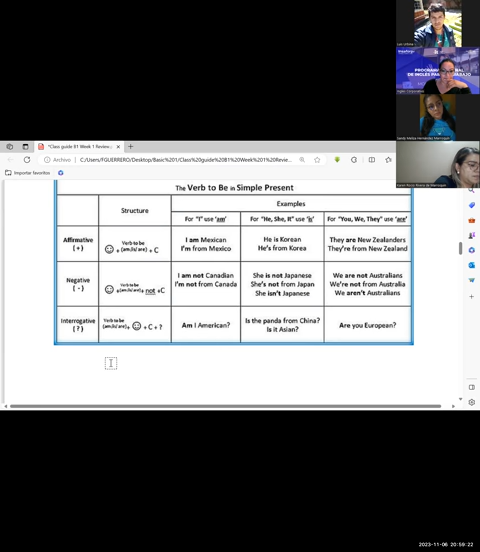 Inglés Corporativo
"Class guide B1 Week 1 Review...
Archivo
C:/Users/FGUERRERO/Desktop/Basic%201/Class%20guide%20B1%20Week%201%20Revie...
Importar favoritos
The Verb to Be in Simple Present
Structure
Examples
For "I" use 'am'
For "He, She, It" use 'is'
For "You, We, They" use 'are'
Affirmative
( + )
Verb to be
+ (am/is/are) + C
I am Mexican
I'm from Mexico
He is Korean
He's from Korea
They are New Zealanders
They're from New Zealand
Negative
( - )
Verb to be
+(am/is/are)+ not +C
I am not Canadian
I'm not from Canada
She is not Japanese
She's not from Japan
She isn't Japanese
We are not Australians
We're not from Australia
We aren't Australians
Interrogative
( ? )
Verb to be
(am/is/are)+ + C + ?
Am I American?
Is the panda from China?
Is it Asian?
Are you European?
2023-11-06 20:59:22